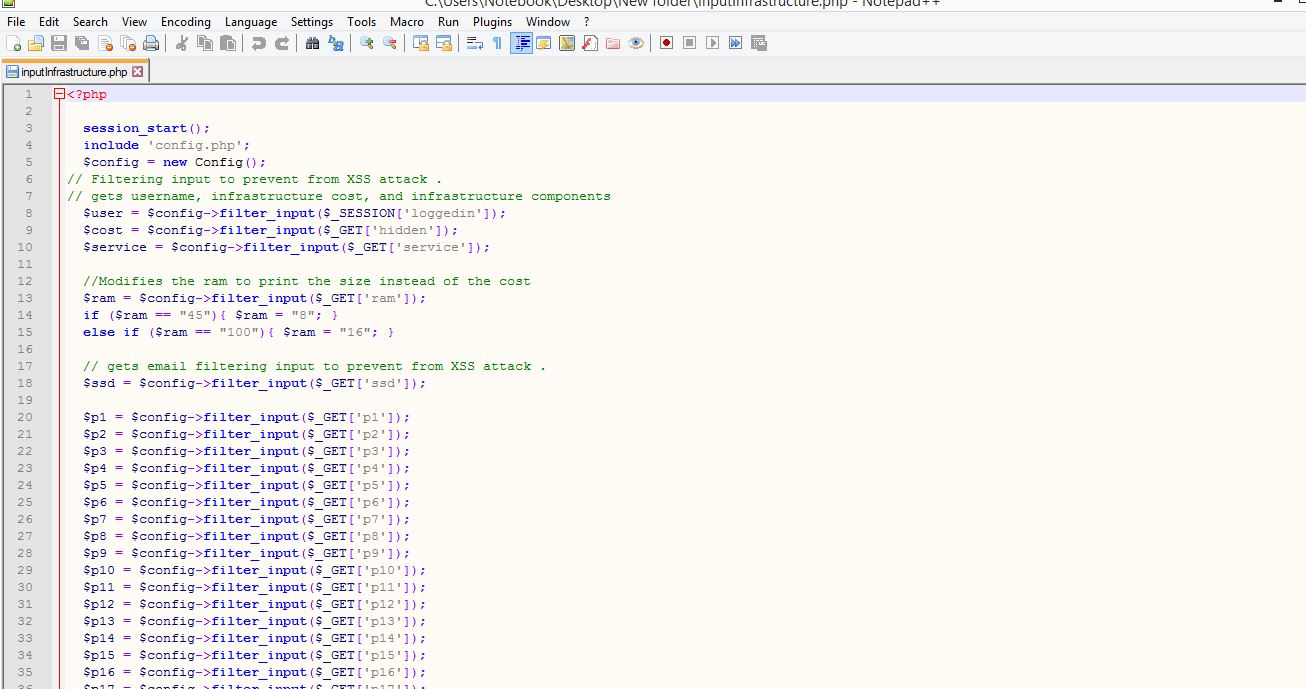 C:\Users\Notebook\Desktop\New folder\inputInfrastructure.php - Notepad++
File Edit Search View Encoding Language Settings Tools Macro Run Plugins Window ?
inputInfrastructure.php
1 <?php
2
3 session_start();
4 include 'config.php';
5 $config = new Config();
6 // Filtering input to prevent from XSS attack .
7 // gets username, infrastructure cost, and infrastructure components
8 $user = $config->filter_input($_SESSION['loggedin']);
9 $cost = $config->filter_input($_GET['hidden']);
10 $service = $config->filter_input($_GET['service']);
11
12 //Modifies the ram to print the size instead of the cost
13 $ram = $config->filter_input($_GET['ram']);
14 if ($ram == "45"){ $ram = "8"; }
15 else if ($ram == "100"){ $ram = "16"; }
16
17 // gets email filtering input to prevent from XSS attack .
18 $ssd = $config->filter_input($_GET['ssd']);
19
20 $p1 = $config->filter_input($_GET['p1']);
21 $p2 = $config->filter_input($_GET['p2']);
22 $p3 = $config->filter_input($_GET['p3']);
23 $p4 = $config->filter_input($_GET['p4']);
24 $p5 = $config->filter_input($_GET['p5']);
25 $p6 = $config->filter_input($_GET['p6']);
26 $p7 = $config->filter_input($_GET['p7']);
27 $p8 = $config->filter_input($_GET['p8']);
28 $p9 = $config->filter_input($_GET['p9']);
29 $p10 = $config->filter_input($_GET['p10']);
30 $p11 = $config->filter_input($_GET['p11']);
31 $p12 = $config->filter_input($_GET['p12']);
32 $p13 = $config->filter_input($_GET['p13']);
33 $p14 = $config->filter_input($_GET['p14']);
34 $p15 = $config->filter_input($_GET['p15']);
35 $p16 = $config->filter_input($_GET['p16']);
36 $p17 = $config->filter_input($_GET['p17']);